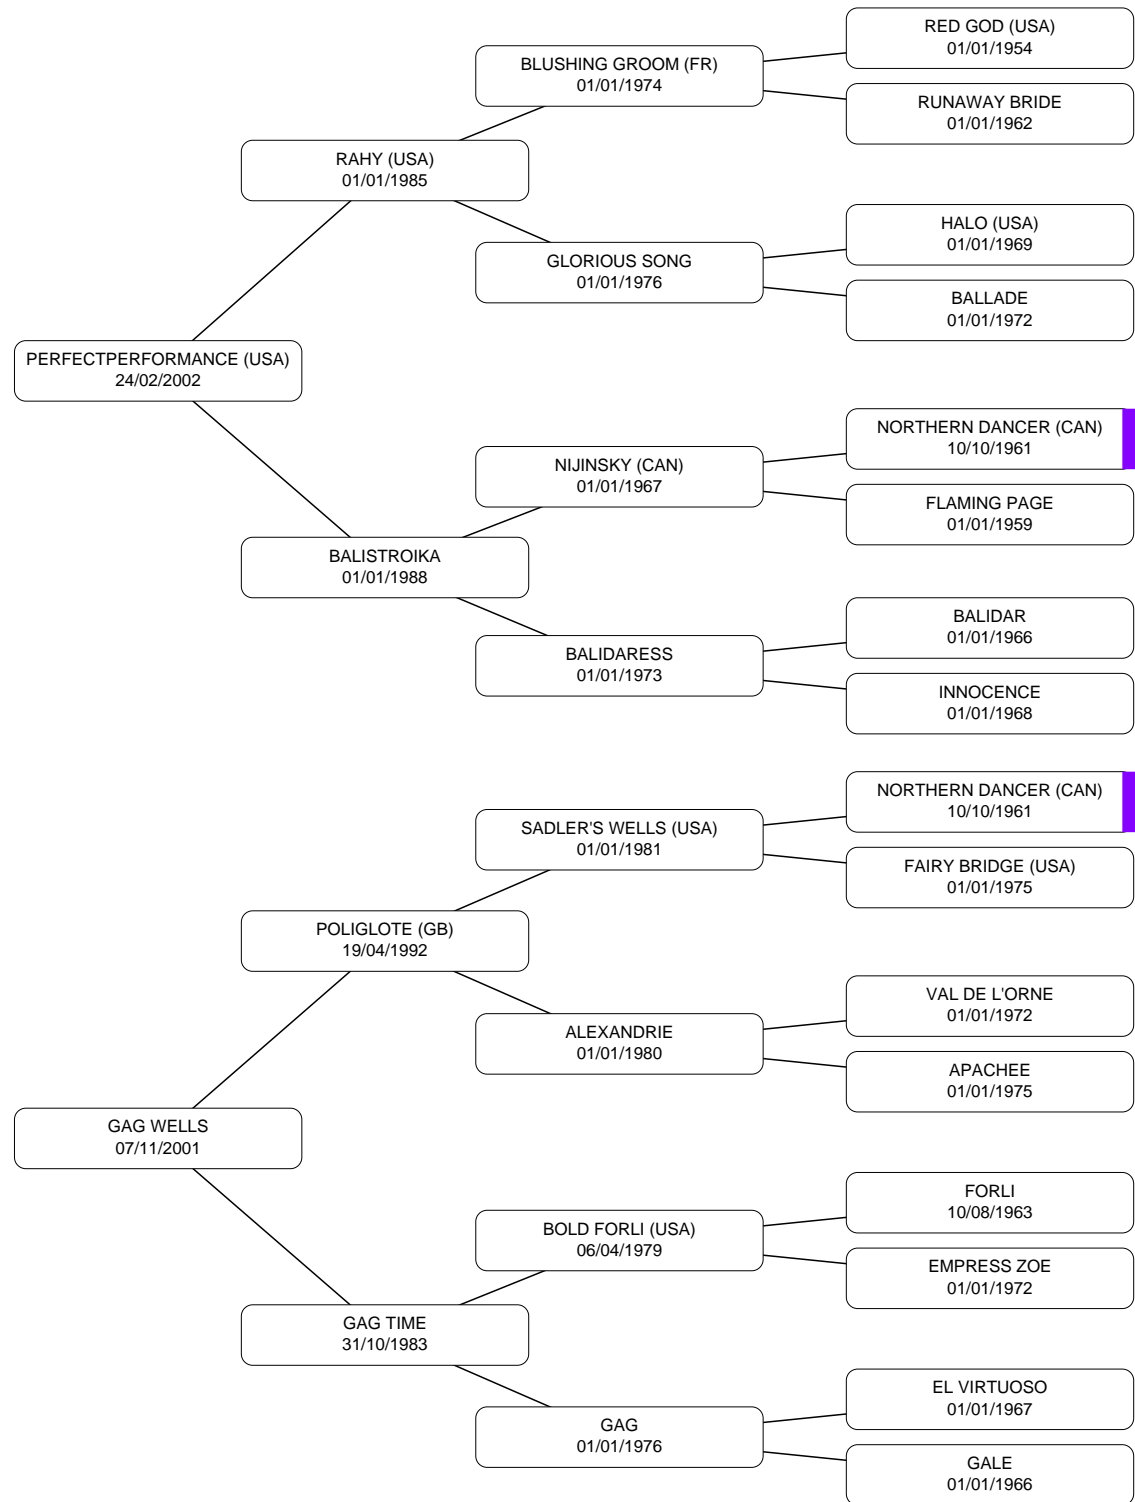 RED GOD (USA)
01/01/1954
BLUSHING GROOM (FR)
01/01/1974
RUNAWAY BRIDE
01/01/1962
RAHY (USA)
01/01/1985
HALO (USA)
01/01/1969
GLORIOUS SONG
01/01/1976
BALLADE
01/01/1972
PERFECTPERFORMANCE (USA)
24/02/2002
NORTHERN DANCER (CAN)
10/10/1961
NIJINSKY (CAN)
01/01/1967
FLAMING PAGE
01/01/1959
BALISTROIKA
01/01/1988
BALIDAR
01/01/1966
BALIDARESS
01/01/1973
INNOCENCE
01/01/1968
NORTHERN DANCER (CAN)
10/10/1961
SADLER'S WELLS (USA)
01/01/1981
FAIRY BRIDGE (USA)
01/01/1975
POLIGLOTE (GB)
19/04/1992
VAL DE L'ORNE
01/01/1972
ALEXANDRIE
01/01/1980
APACHEE
01/01/1975
GAG WELLS
07/11/2001
FORLI
10/08/1963
BOLD FORLI (USA)
06/04/1979
EMPRESS ZOE
01/01/1972
GAG TIME
31/10/1983
EL VIRTUOSO
01/01/1967
GAG
01/01/1976
GALE
01/01/1966